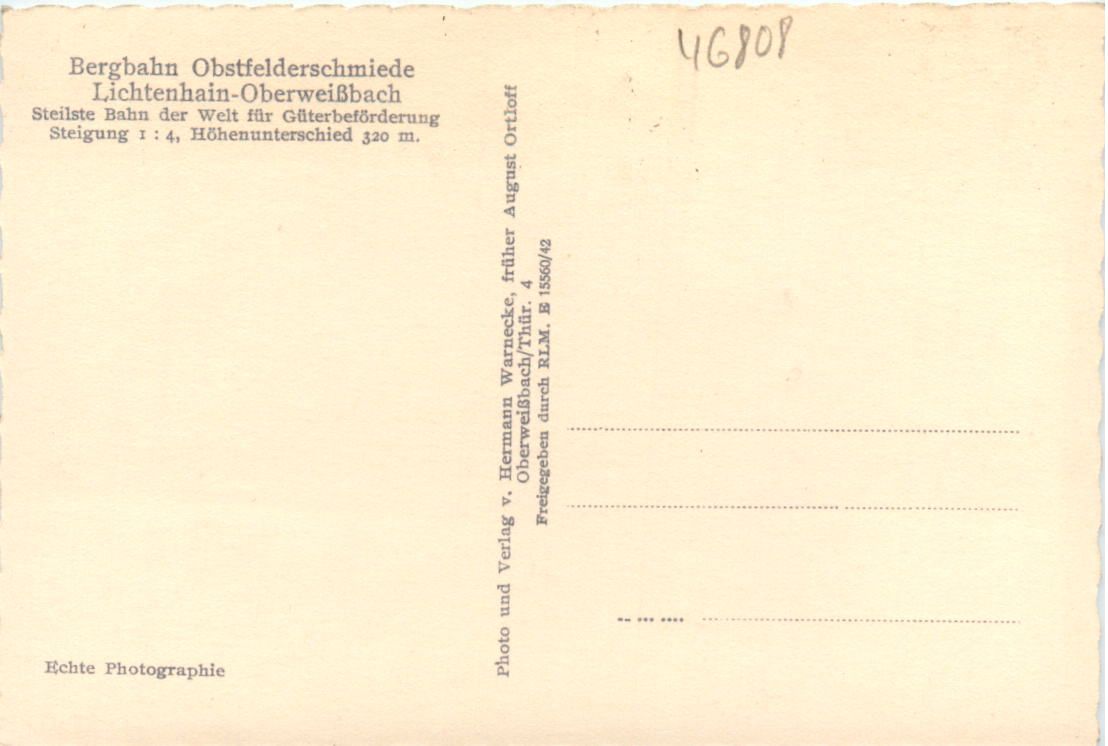 Bergbahn Obstfelderschmiede
Lichtenhain-Oberweißbach
Steilste Bahn der Welt für Güterbeförderung
Steigung 1 : 4, Höhenunterschied 320 m.
46808
Photo und Verlag v. Hermann Warnecke, früher August Ortloff
Oberweißbach/Thür. 4
Freigegeben durch RLM. E 15560/42
Echte Photographie